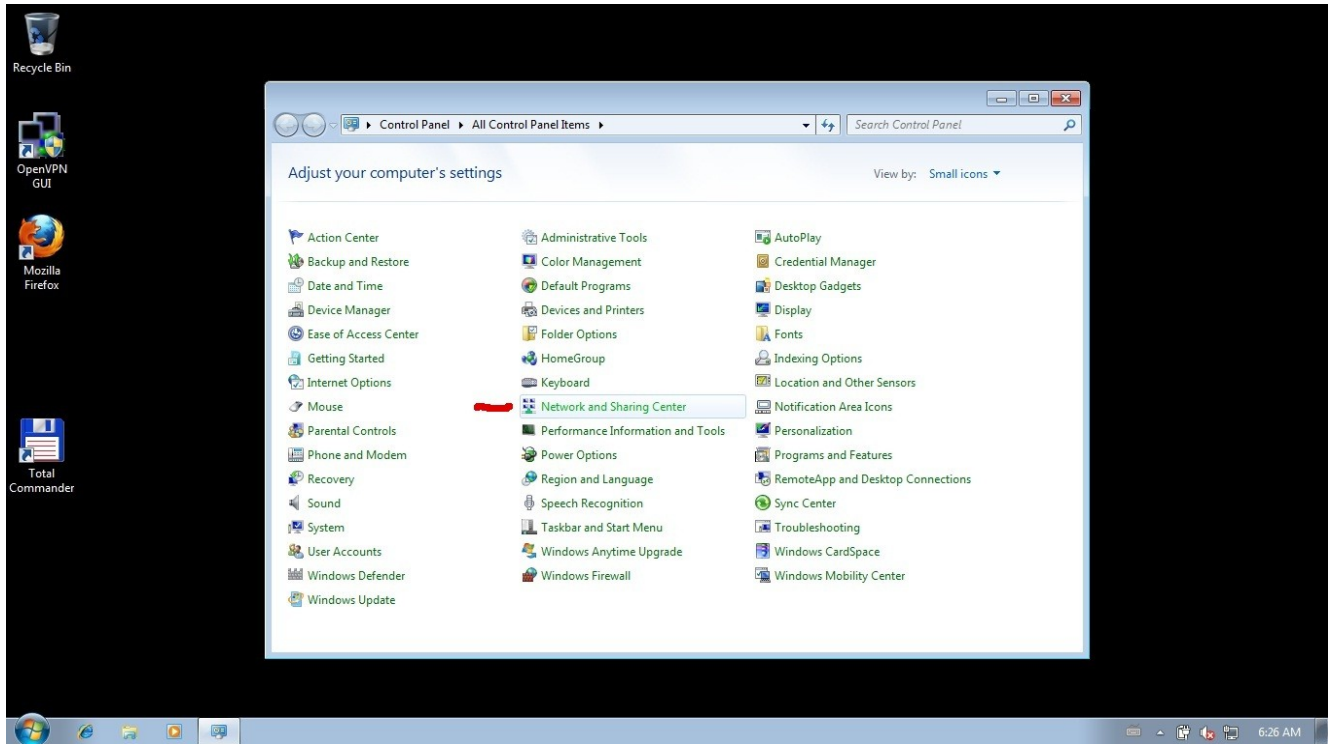 Recycle Bin
OpenVPN
GUI
Mozilla
Firefox
Total
Commander
Control Panel All Control Panel Items
Search Control Panel
Adjust your computer's settings
View by: Small icons
Action Center
Administrative Tools
AutoPlay
Backup and Restore
Color Management
Credential Manager
Date and Time
Default Programs
Desktop Gadgets
Device Manager
Devices and Printers
Display
Ease of Access Center
Folder Options
Fonts
Getting Started
HomeGroup
Indexing Options
Internet Options
Keyboard
Location and Other Sensors
Mouse
Network and Sharing Center
Notification Area Icons
Parental Controls
Performance Information and Tools
Personalization
Phone and Modem
Power Options
Programs and Features
Recovery
Region and Language
RemoteApp and Desktop Connections
Sound
Speech Recognition
Sync Center
System
Taskbar and Start Menu
Troubleshooting
User Accounts
Windows Anytime Upgrade
Windows CardSpace
Windows Defender
Windows Firewall
Windows Mobility Center
Windows Update
6:26 AM